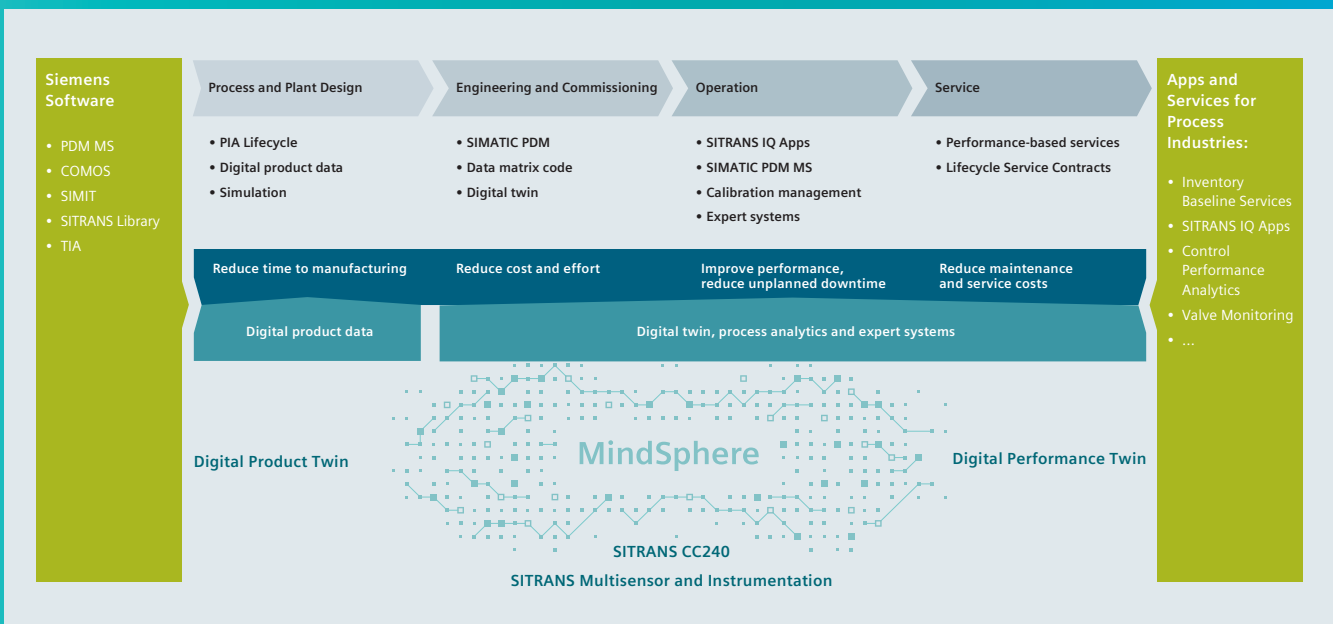 Siemens
Software
• PDM MS
• COMOS
• SIMIT
• SITRANS Library
• TIA
Process and Plant Design
• PIA Lifecycle
• Digital product data
• Simulation
Engineering and Commissioning
• SIMATIC PDM
• Data matrix code
• Digital twin
Operation
• SITRANS IQ Apps
• SIMATIC PDM MS
• Calibration management
• Expert systems
Service
• Performance-based services
• Lifecycle Service Contracts
Reduce time to manufacturing
Reduce cost and effort
Improve performance,
reduce unplanned downtime
Reduce maintenance
and service costs
Digital product data
Digital twin, process analytics and expert systems
MindSphere
Digital Product Twin
Digital Performance Twin
SITRANS CC240
SITRANS Multisensor and Instrumentation
Apps and
Services for
Process
Industries:
• Inventory
Baseline Services
• SITRANS IQ Apps
• Control
Performance
Analytics
• Valve Monitoring
• ...